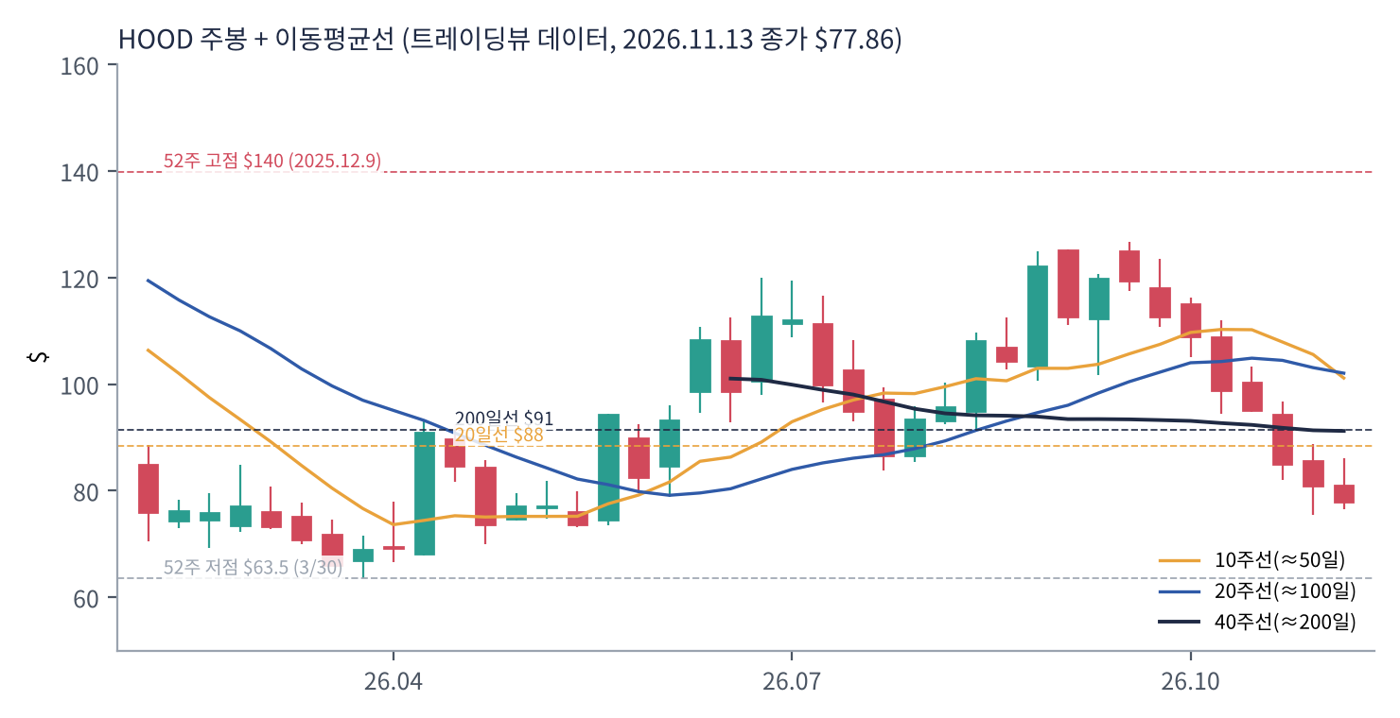 HOOD 주봉 + 이동평균선 (트레이딩뷰 데이터, 2026.11.13 종가 $77.86)
160
140
120
100
80
60
$
52주 고점 $140 (2025.12.9)
200일선 $91
20일선 $88
52주 저점 $63.5 (3/30)
10주선(≈50일)
20주선(≈100일)
40주선(≈200일)
26.04
26.07
26.10